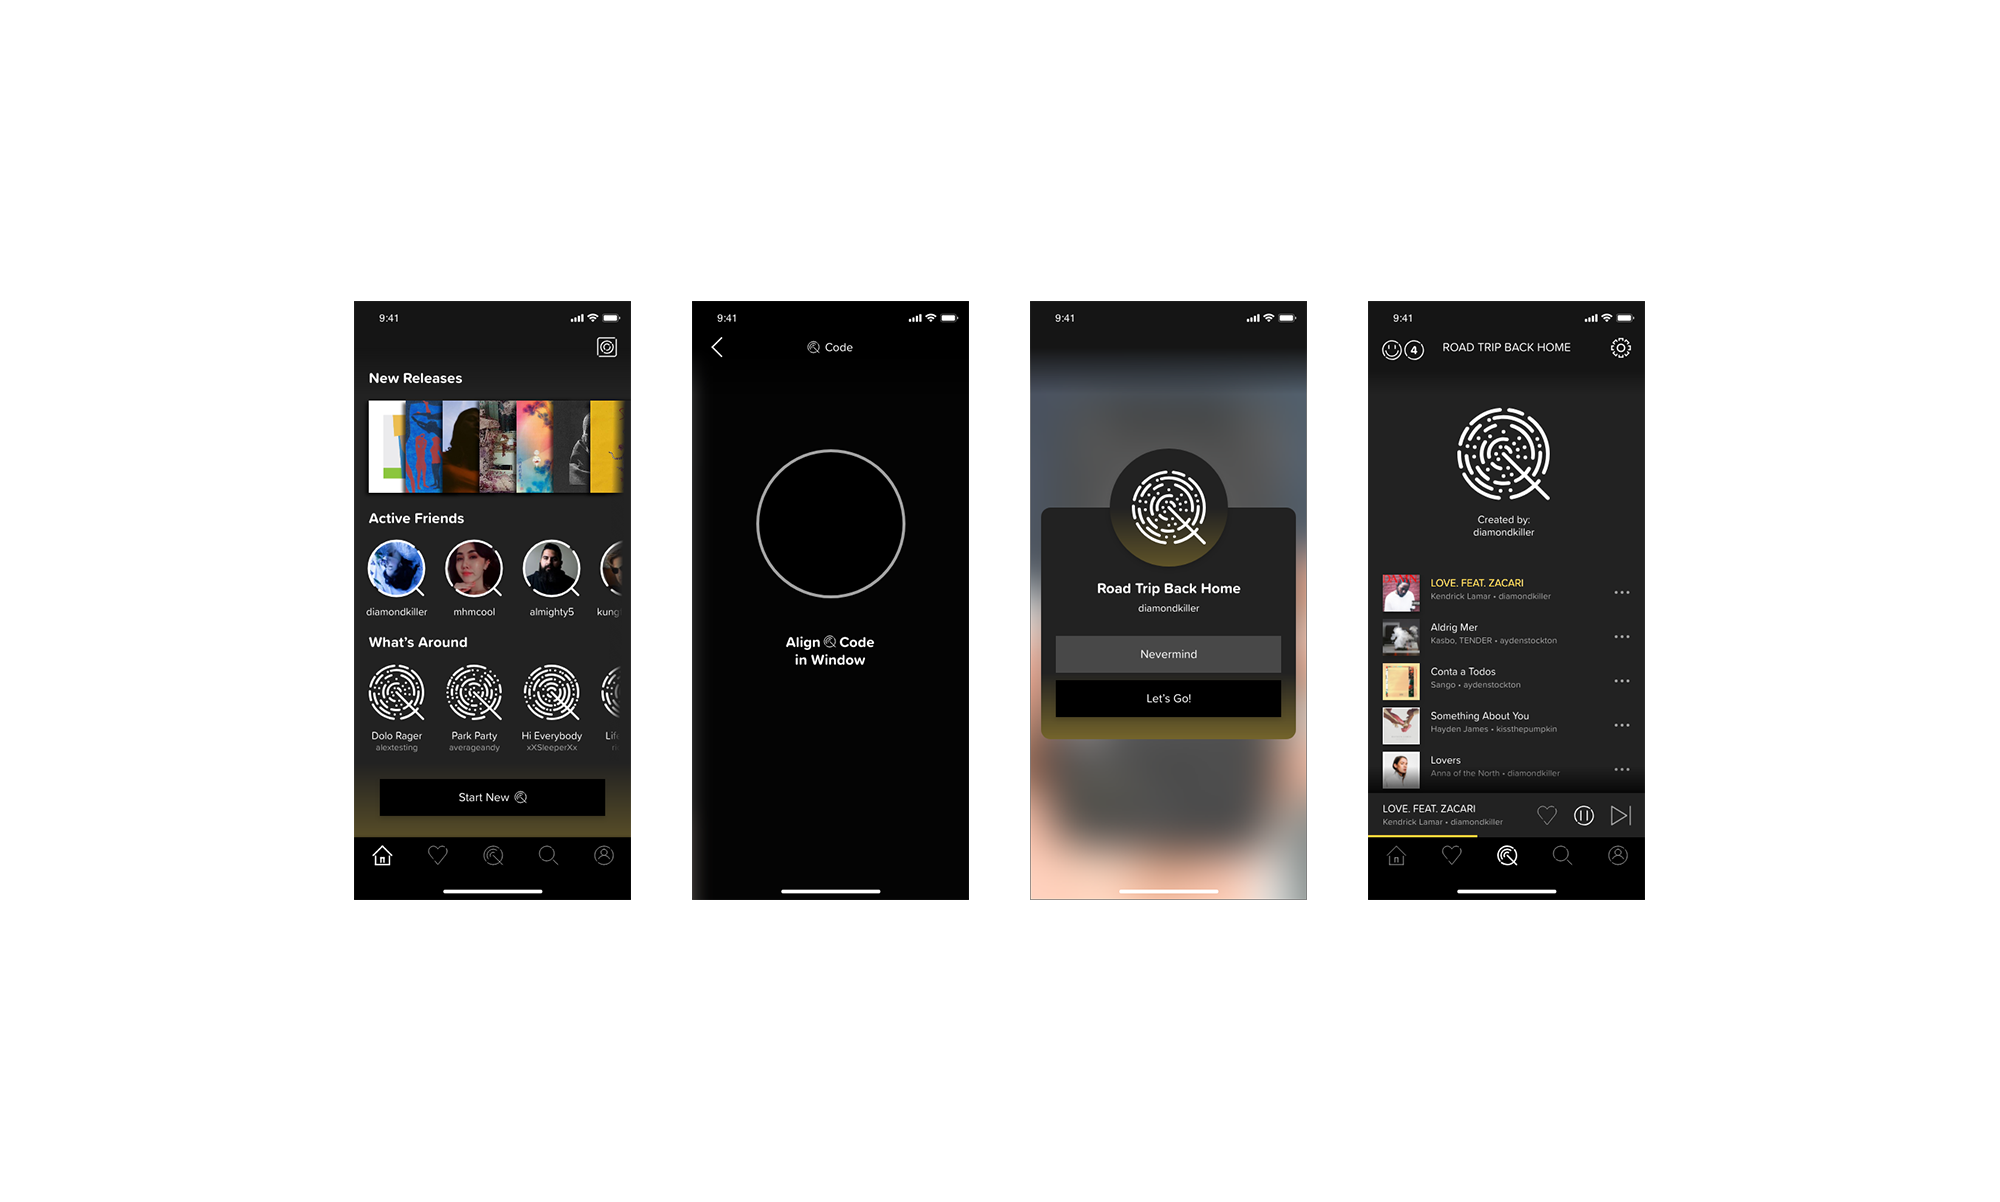 9:41
New Releases
Active Friends
diamondkiller
mhmcool
almighty5
What's Around
Dolo Rager
alextesting
Park Party
averageandy
Hi Everybody
xXSleeperXx
Start New
9:41
Code
Align Code
in Window
9:41
Road Trip Back Home
diamondkiller
Nevermind
Let's Go!
9:41
4
ROAD TRIP BACK HOME
Created by:
diamondkiller
LOVE. FEAT. ZACARI
Kendrick Lamar • diamondkiller
Aldrig Mer
Kasbo, TENDER • aydenstockton
Conta a Todos
Sango • aydenstockton
Something About You
Hayden James • kissthepumpkin
Lovers
Anna of the North • diamondkiller
LOVE. FEAT. ZACARI
Kendrick Lamar • diamondkiller